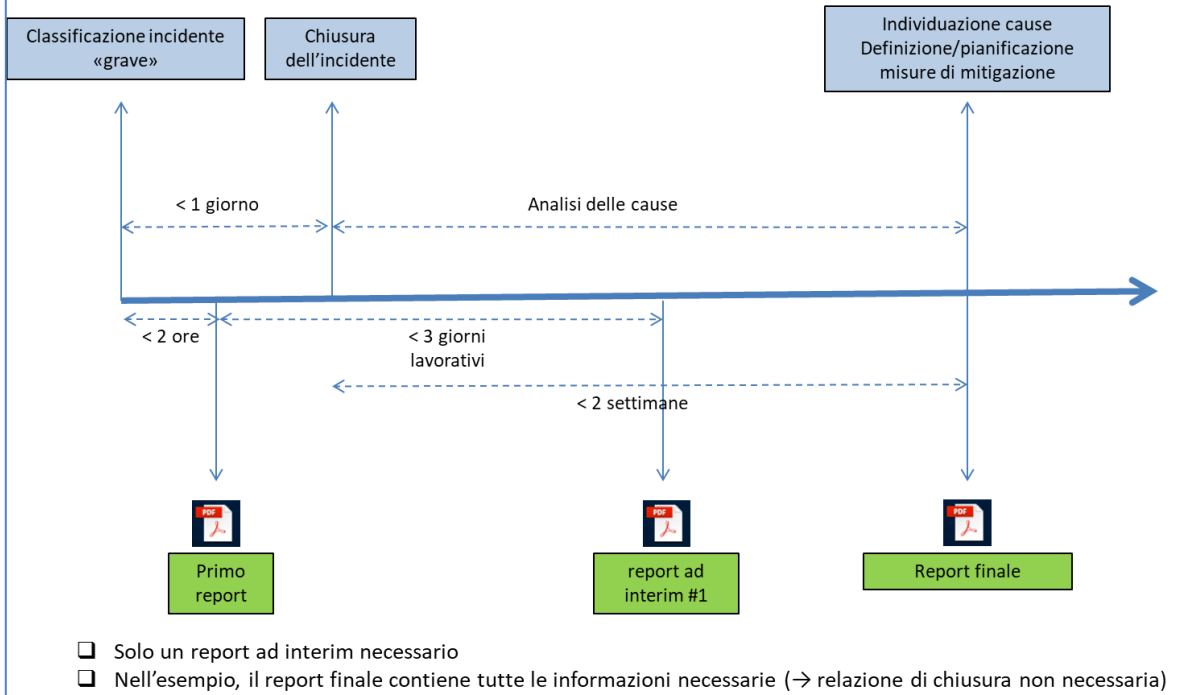 Classificazione incidente
«grave»
Chiusura
dell’incidente
Individuazione cause
Definizione/pianificazione
misure di mitigazione
< 1 giorno
Analisi delle cause
< 2 ore
< 3 giorni
lavorativi
< 2 settimane
PDF
PDF
PDF
Primo
report
report ad
interim #1
Report finale
❑ Solo un report ad interim necessario
❑ Nell’esempio, il report finale contiene tutte le informazioni necessarie (→ relazione di chiusura non necessaria)